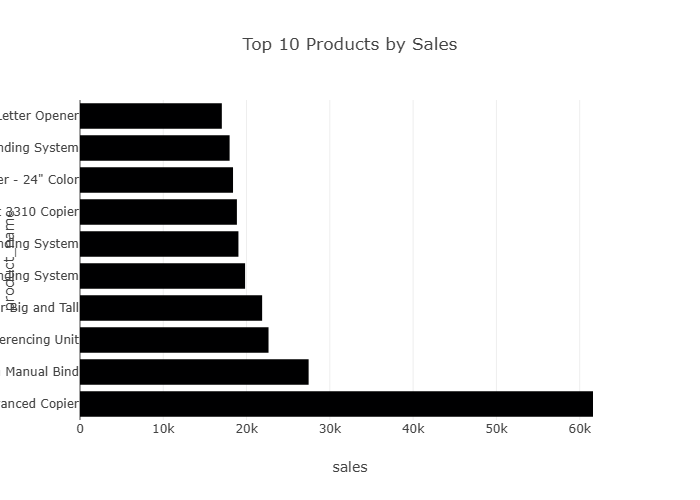 Top 10 Products by Sales
Letter Opener
nding System
er - 24" Color
2310 Copier
nding System
nding System
Big and Tall
erencing Unit
Manual Bind
anced Copier
product_name
0 10k 20k 30k 40k 50k 60k
sales